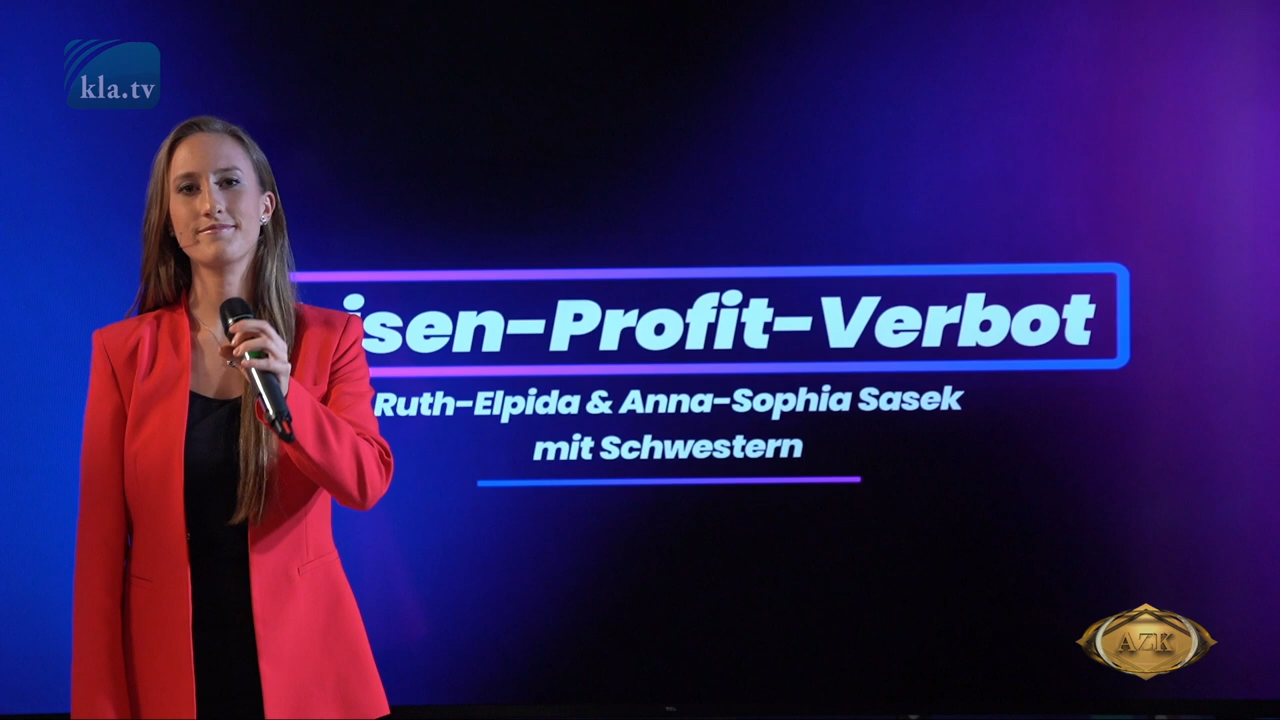 kla.tv
isen-Profit-Verbot
Ruth-Elpida & Anna-Sophia Sasek
mit Schwestern
AZK